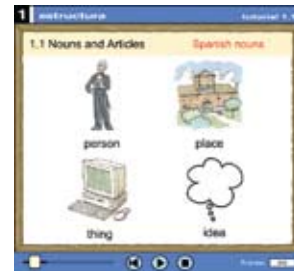 1 estructura tutorial 1.1
1.1 Nouns and Articles Spanish nouns
person place
thing idea